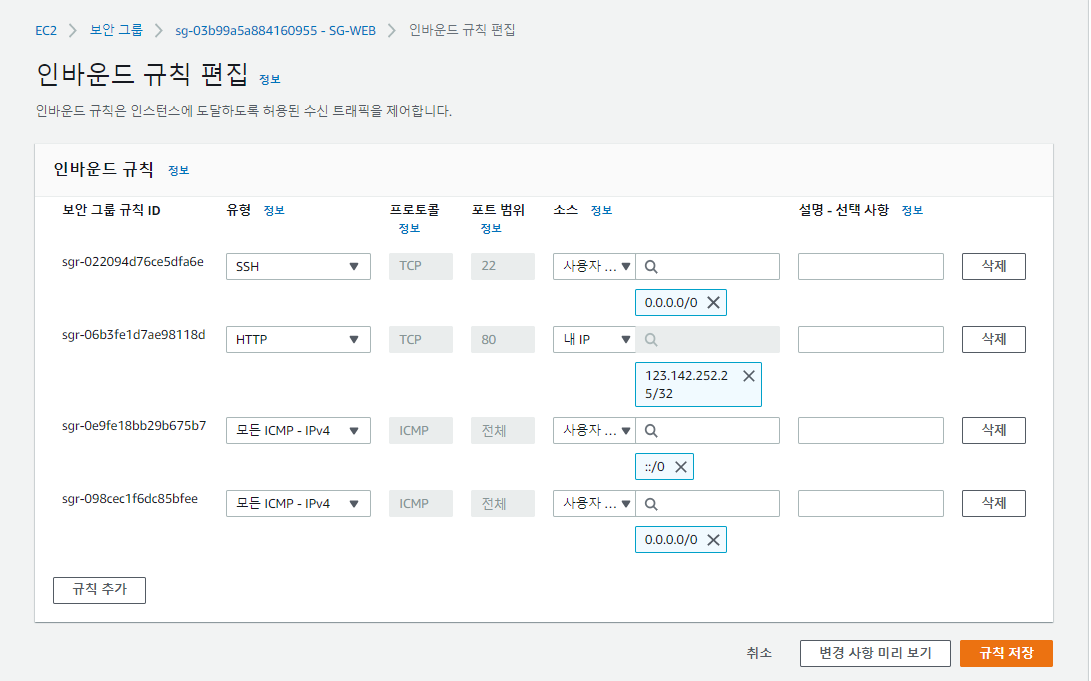 EC2 > 보안 그룹 > sg-03b99a5a884160955 - SG-WEB > 인바운드 규칙 편집
인바운드 규칙 편집 정보
인바운드 규칙은 인스턴스에 도달하도록 허용된 수신 트래픽을 제어합니다.
인바운드 규칙 정보
보안 그룹 규칙 ID 유형 정보 프로토콜 정보 포트 범위 정보 소스 정보 설명 - 선택 사항 정보
sgr-022094d76ce5dfa6e SSH TCP 22 사용자 ... 삭제
0.0.0.0/0
sgr-06b3fe1d7ae98118d HTTP TCP 80 내 IP 삭제
123.142.252.2
5/32
sgr-0e9fe18bb29b675b7 모든 ICMP - IPv4 ICMP 전체 사용자 ... 삭제
::/0
sgr-098cec1f6dc85bfee 모든 ICMP - IPv4 ICMP 전체 사용자 ... 삭제
0.0.0.0/0
규칙 추가
취소 변경 사항 미리 보기 규칙 저장